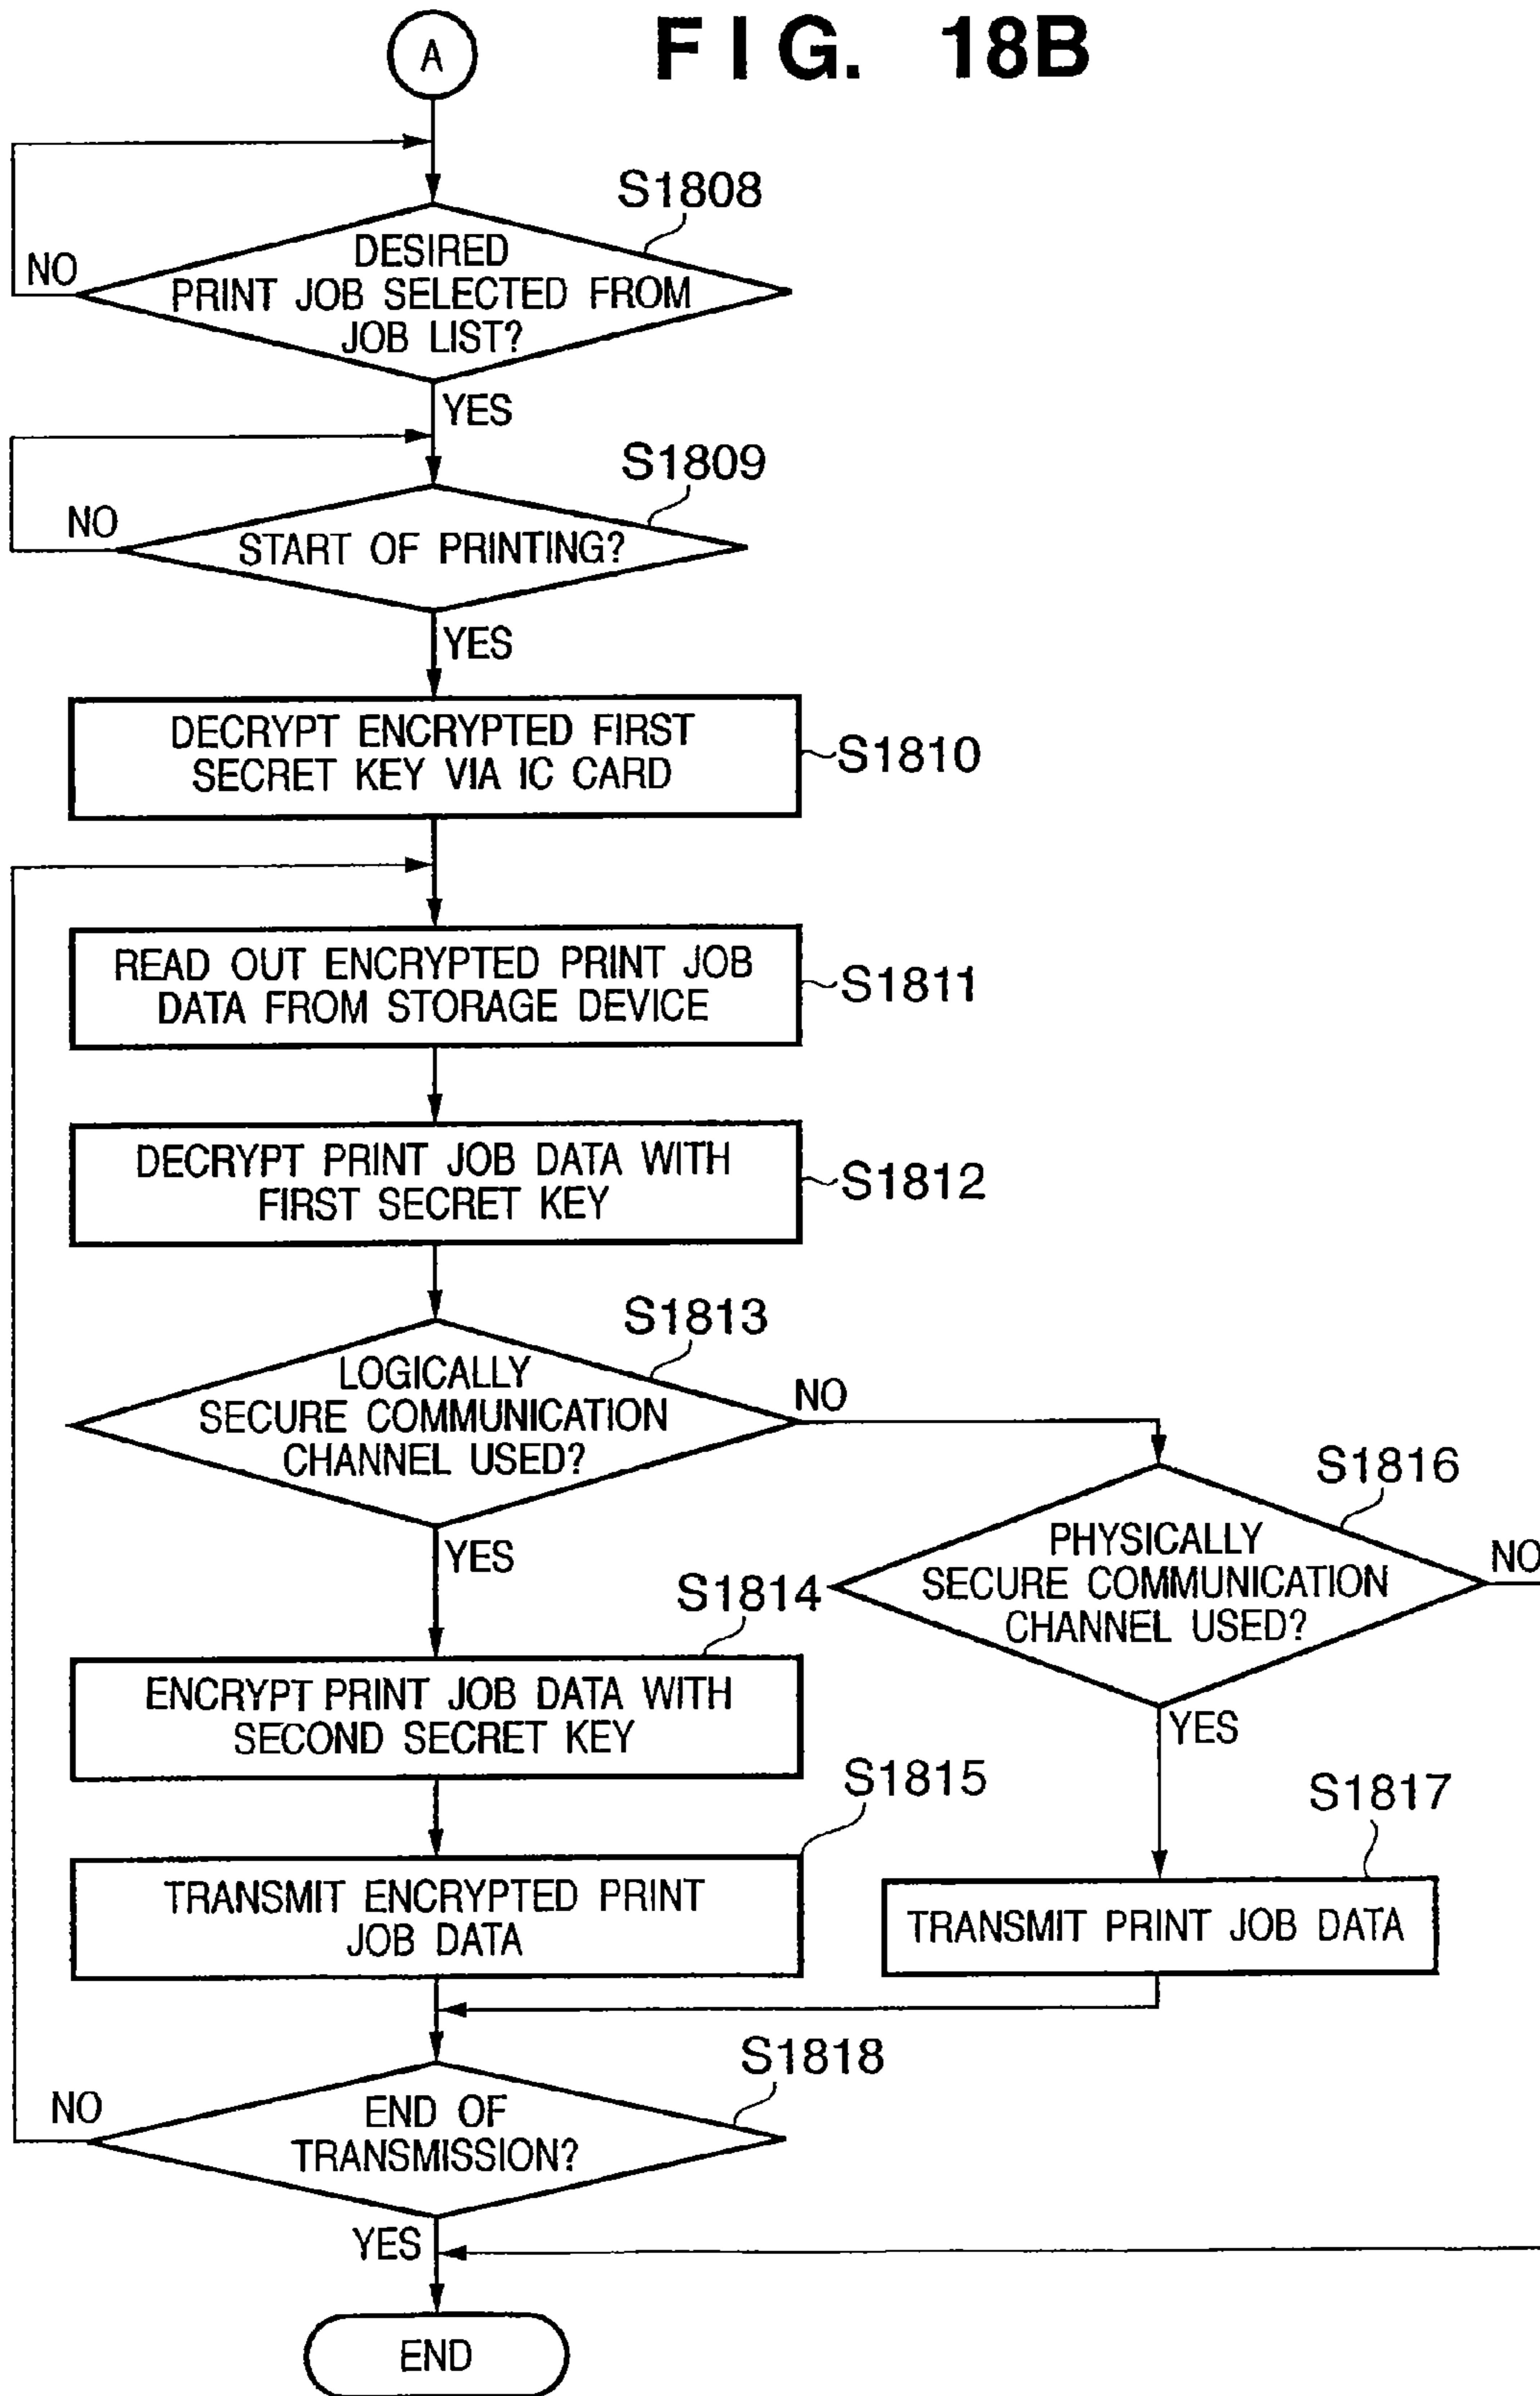 FIG. 18B
A
S1808
DESIRED
PRINT JOB SELECTED FROM
JOB LIST?
NO
YES
S1809
START OF PRINTING?
NO
YES
DECRYPT ENCRYPTED FIRST
SECRET KEY VIA IC CARD
S1810
READ OUT ENCRYPTED PRINT JOB
DATA FROM STORAGE DEVICE
S1811
DECRYPT PRINT JOB DATA WITH
FIRST SECRET KEY
S1812
S1813
LOGICALLY
SECURE COMMUNICATION
CHANNEL USED?
NO
YES
S1816
PHYSICALLY
SECURE COMMUNICATION
CHANNEL USED?
NO
YES
S1814
ENCRYPT PRINT JOB DATA WITH
SECOND SECRET KEY
S1815
TRANSMIT ENCRYPTED PRINT
JOB DATA
S1817
TRANSMIT PRINT JOB DATA
S1818
END OF
TRANSMISSION?
NO
YES
END